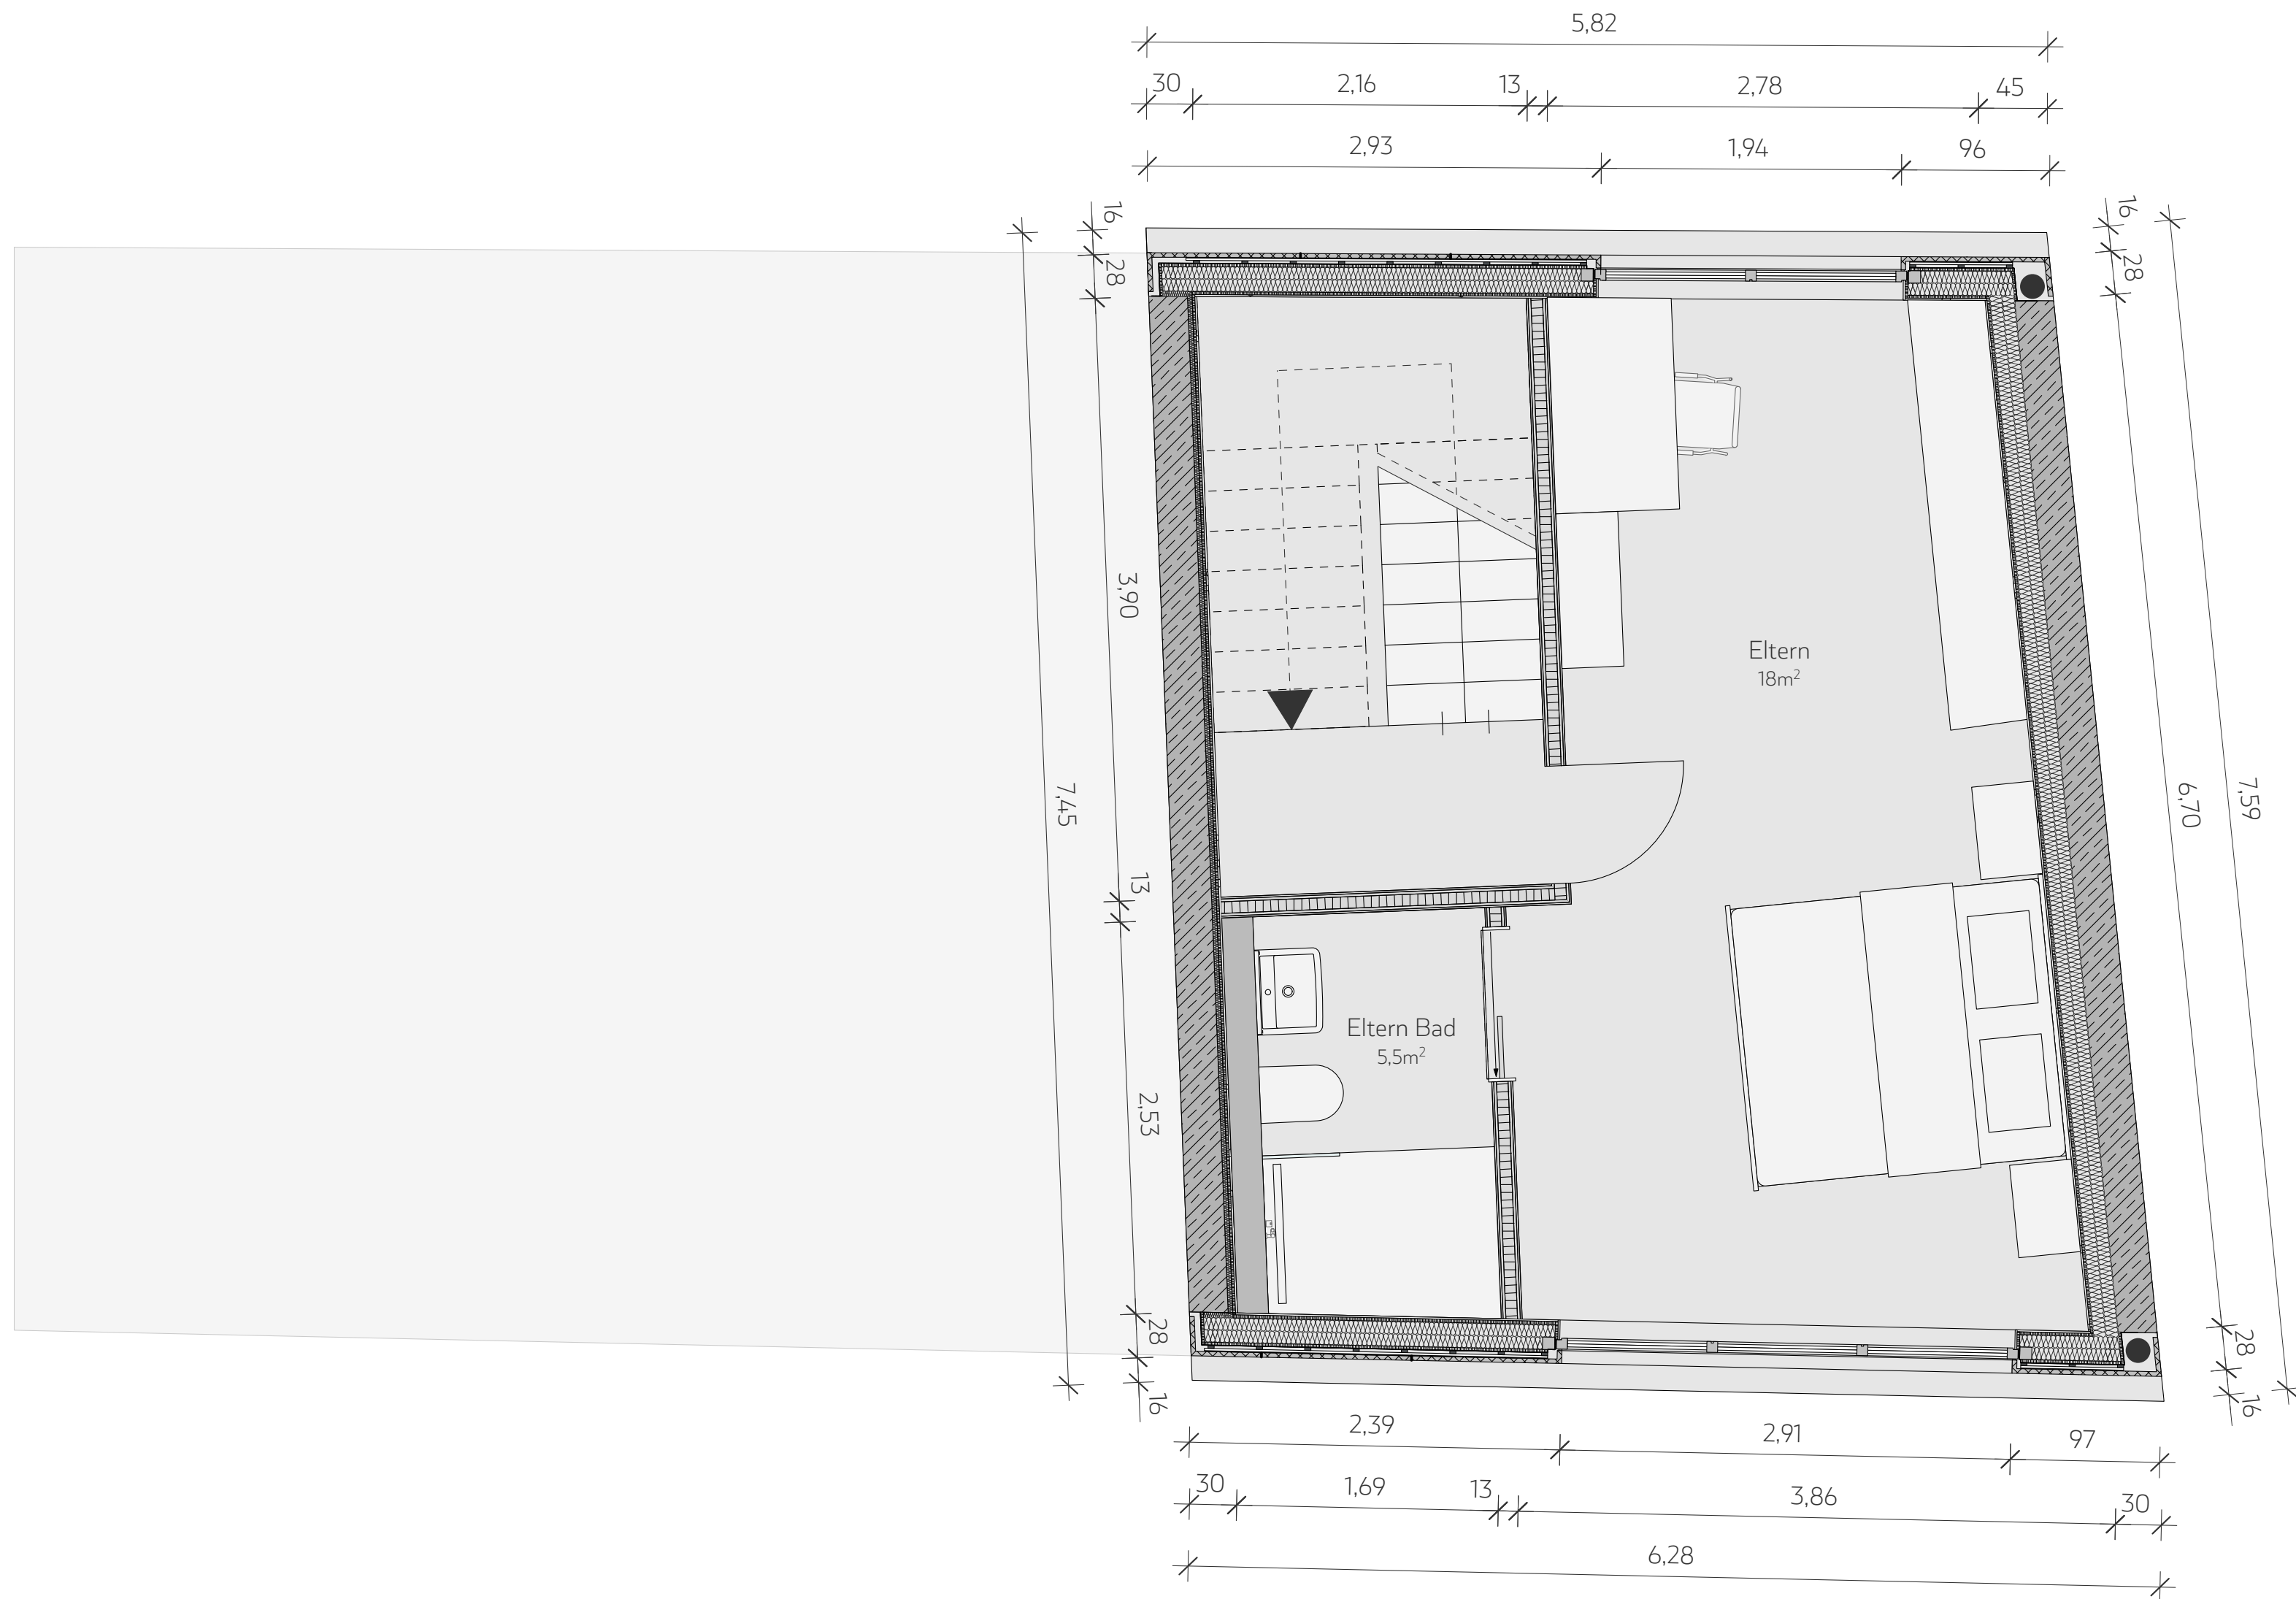 5,82
30 2,16 13 2,78 45
2,93 1,94 96
16
28
3,90
7,45
13
2,53
28
16
16
28
6,70
7,59
28
16
Eltern
18m²
Eltern Bad
5,5m²
2,39 2,91 97
30 1,69 13 3,86 30
6,28